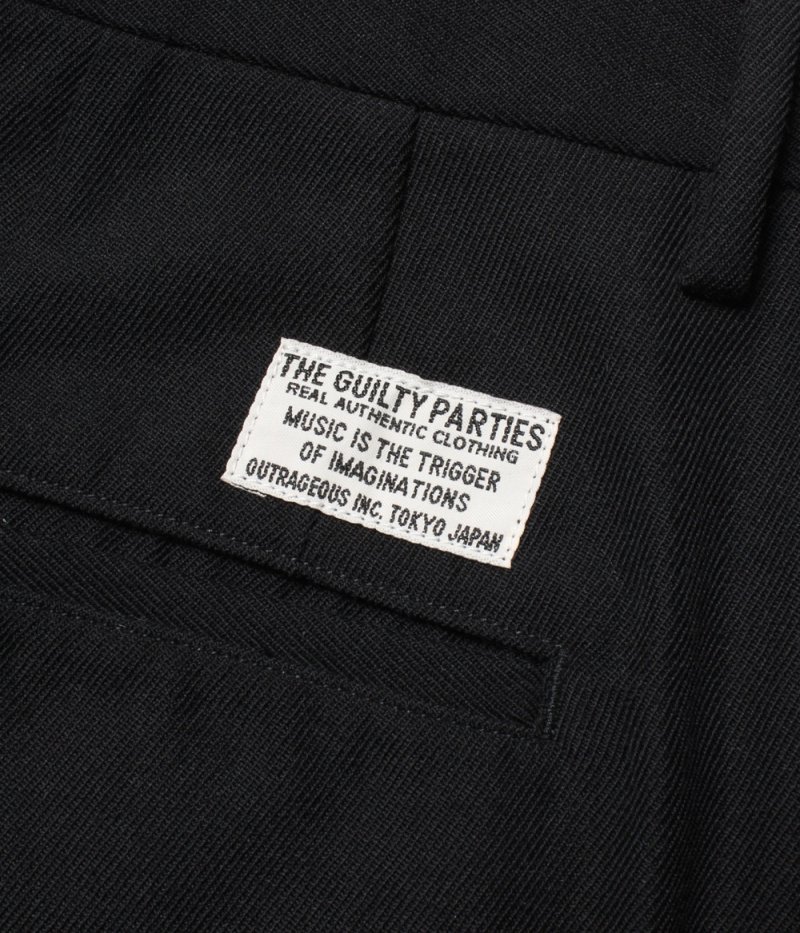 THE GUILTY PARTIES
REAL AUTHENTIC CLOTHING
MUSIC IS THE TRIGGER
OF IMAGINATIONS
OUTRAGEOUS INC. TOKYO JAPAN